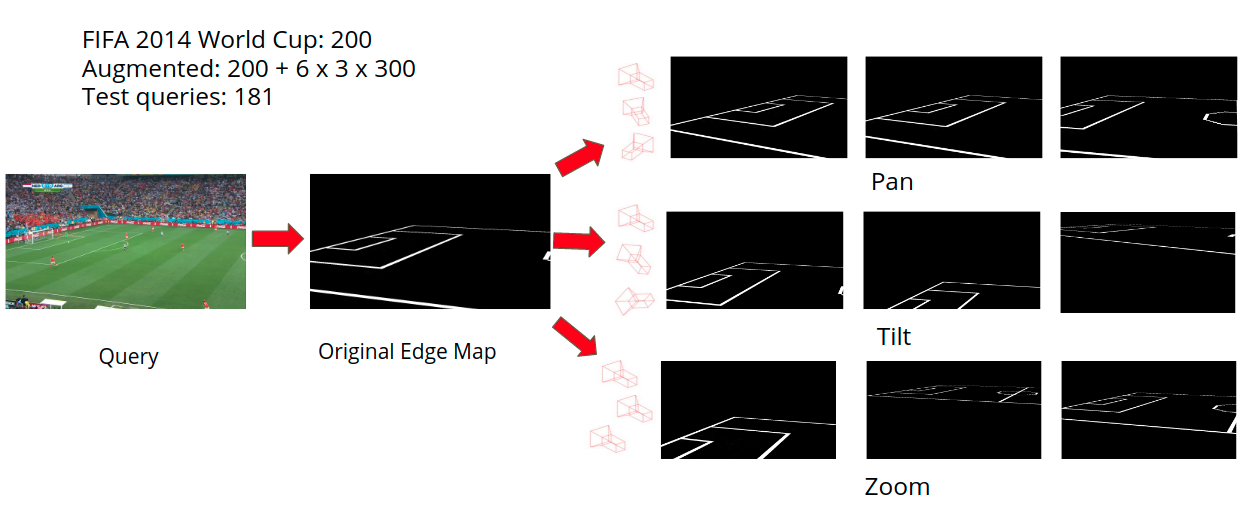 FIFA 2014 World Cup: 200
Augmented: 200 + 6 x 3 x 300
Test queries: 181
Pan
Tilt
Query
Original Edge Map
Zoom